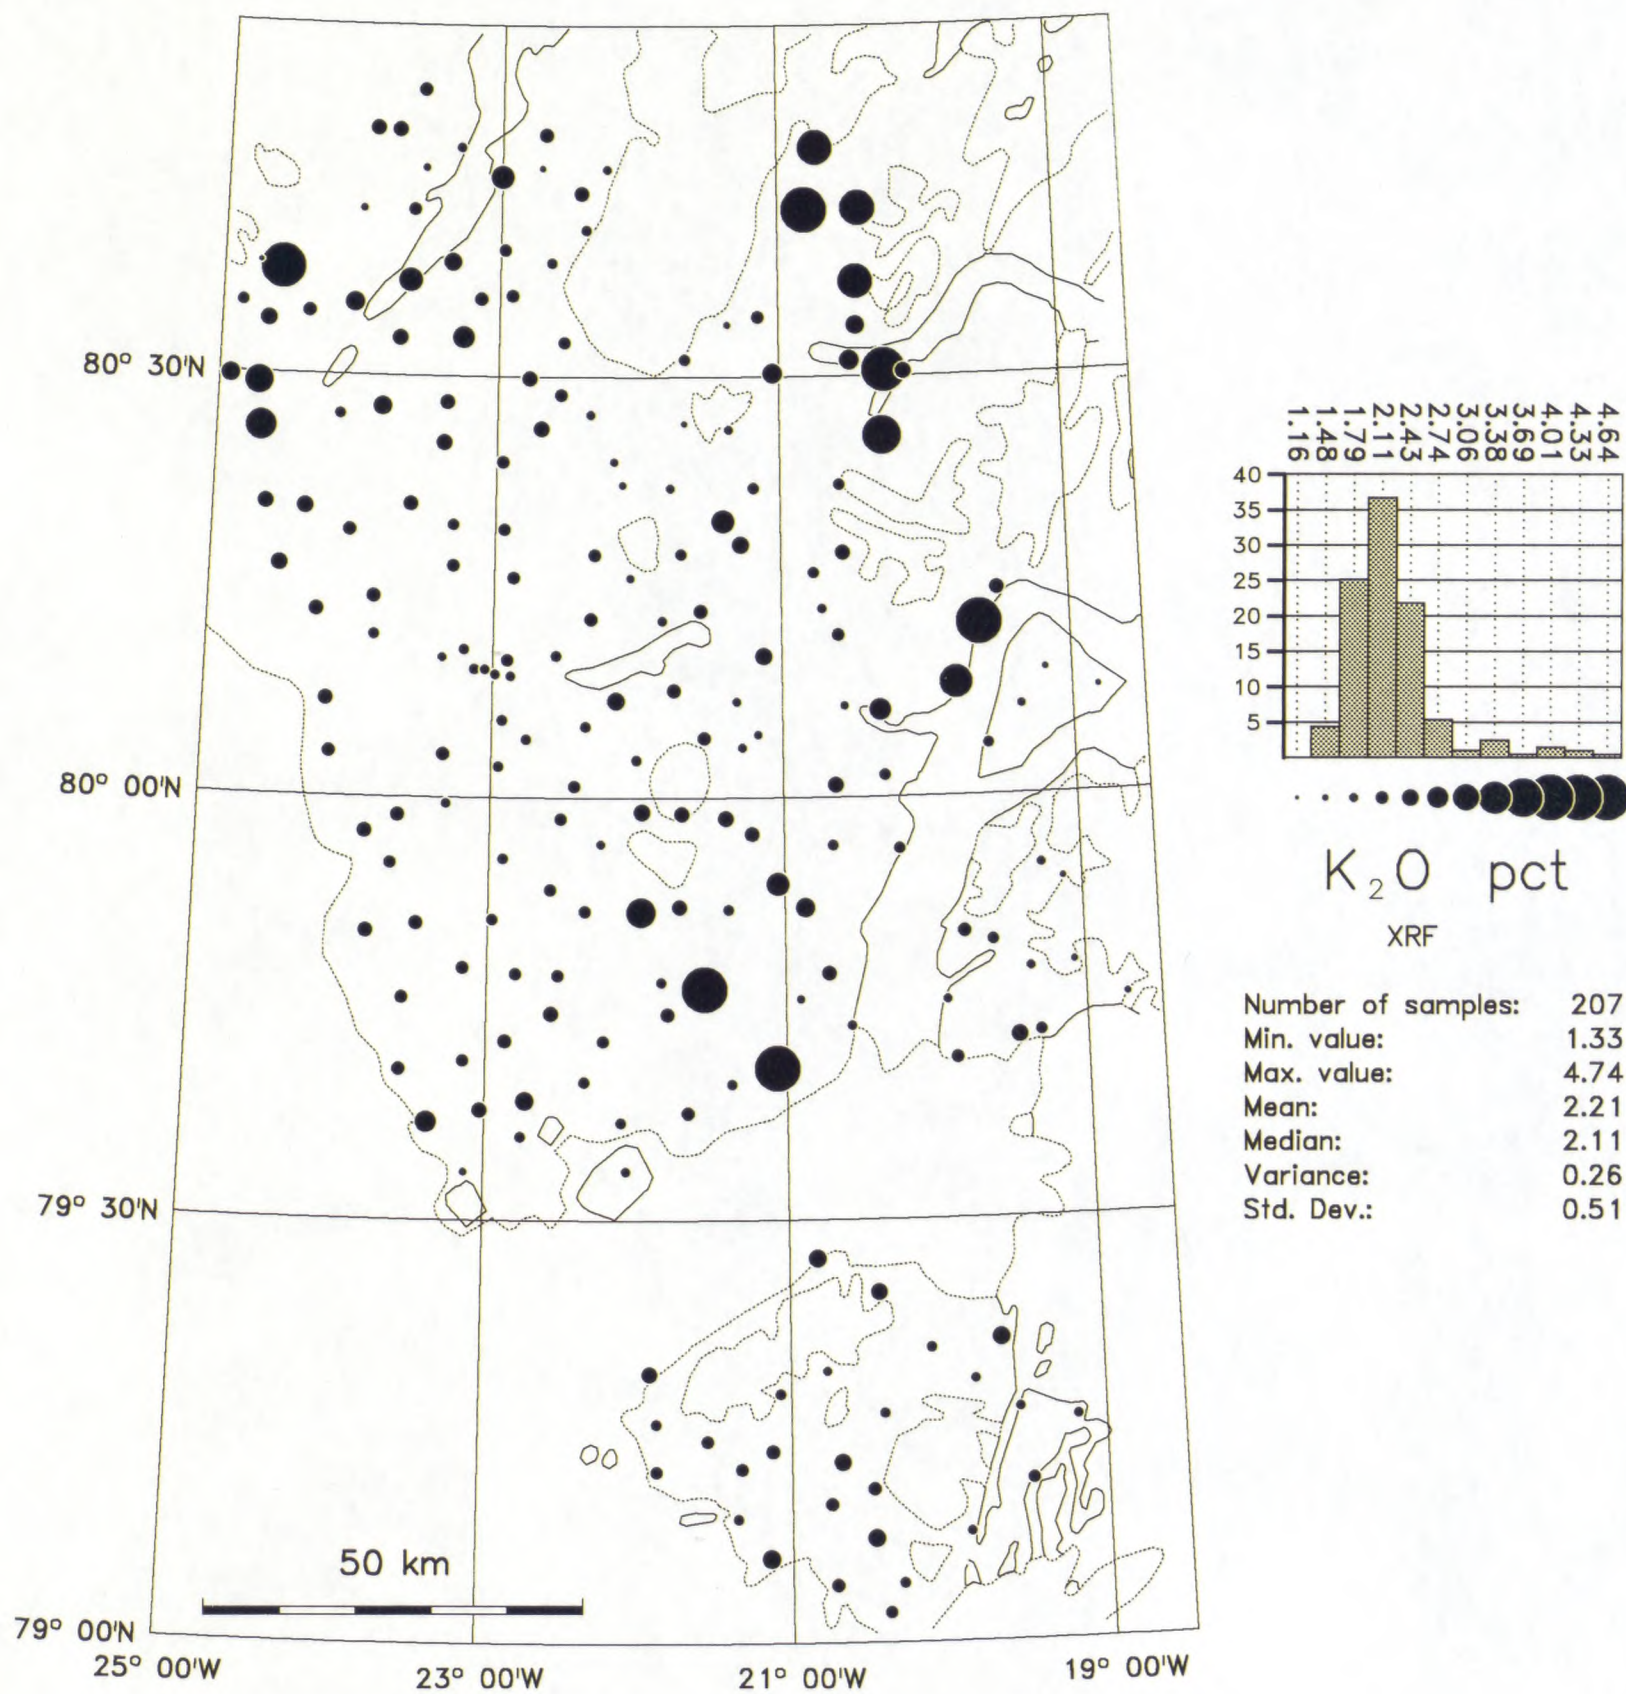 80° 30'N
80° 00'N
79° 30'N
79° 00'N
25° 00'W
23° 00'W
21° 00'W
19° 00'W
50 km
1.16
1.48
1.79
2.11
2.43
2.74
3.06
3.38
3.69
4.01
4.33
4.64
40
35
30
25
20
15
10
5
K₂O pct
XRF
Number of samples: 207
Min. value: 1.33
Max. value: 4.74
Mean: 2.21
Median: 2.11
Variance: 0.26
Std. Dev.: 0.51